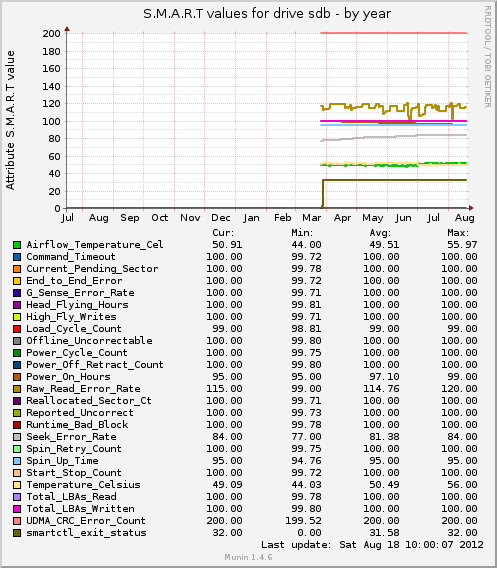 S.M.A.R.T values for drive sdb - by year
RRDTOOL / TOBI OETIKER
Attribute S.M.A.R.T value
200
180
160
140
120
100
80
60
40
20
0
Jul Aug Sep Oct Nov Dec Jan Feb Mar Apr May Jun Jul Aug
Cur: Min: Avg: Max:
Airflow_Temperature_Cel 50.91 44.00 49.51 55.97
Command_Timeout 100.00 99.72 100.00 100.00
Current_Pending_Sector 100.00 99.78 100.00 100.00
End_to_End_Error 100.00 99.72 100.00 100.00
G_Sense_Error_Rate 100.00 99.71 100.00 100.00
Head_Flying_Hours 100.00 99.81 100.00 100.00
High_Fly_Writes 100.00 99.71 100.00 100.00
Load_Cycle_Count 99.00 98.81 99.00 99.00
Offline_Uncorrectable 100.00 99.80 100.00 100.00
Power_Cycle_Count 100.00 99.75 100.00 100.00
Power_Off_Retract_Count 100.00 99.80 100.00 100.00
Power_On_Hours 95.00 95.00 97.10 99.00
Raw_Read_Error_Rate 115.00 99.00 114.76 120.00
Reallocated_Sector_Ct 100.00 99.71 100.00 100.00
Reported_Uncorrect 100.00 99.73 100.00 100.00
Runtime_Bad_Block 100.00 99.78 100.00 100.00
Seek_Error_Rate 84.00 77.00 81.38 84.00
Spin_Retry_Count 100.00 99.75 100.00 100.00
Spin_Up_Time 95.00 94.76 95.00 95.00
Start_Stop_Count 100.00 99.72 100.00 100.00
Temperature_Celsius 49.09 44.03 50.49 56.00
Total_LBAs_Read 100.00 99.78 100.00 100.00
Total_LBAs_Written 100.00 99.80 100.00 100.00
UDMA_CRC_Error_Count 200.00 199.52 200.00 200.00
smartctl_exit_status 32.00 0.00 31.58 32.00
Last update: Sat Aug 18 10:00:07 2012
Munin 1.4.6